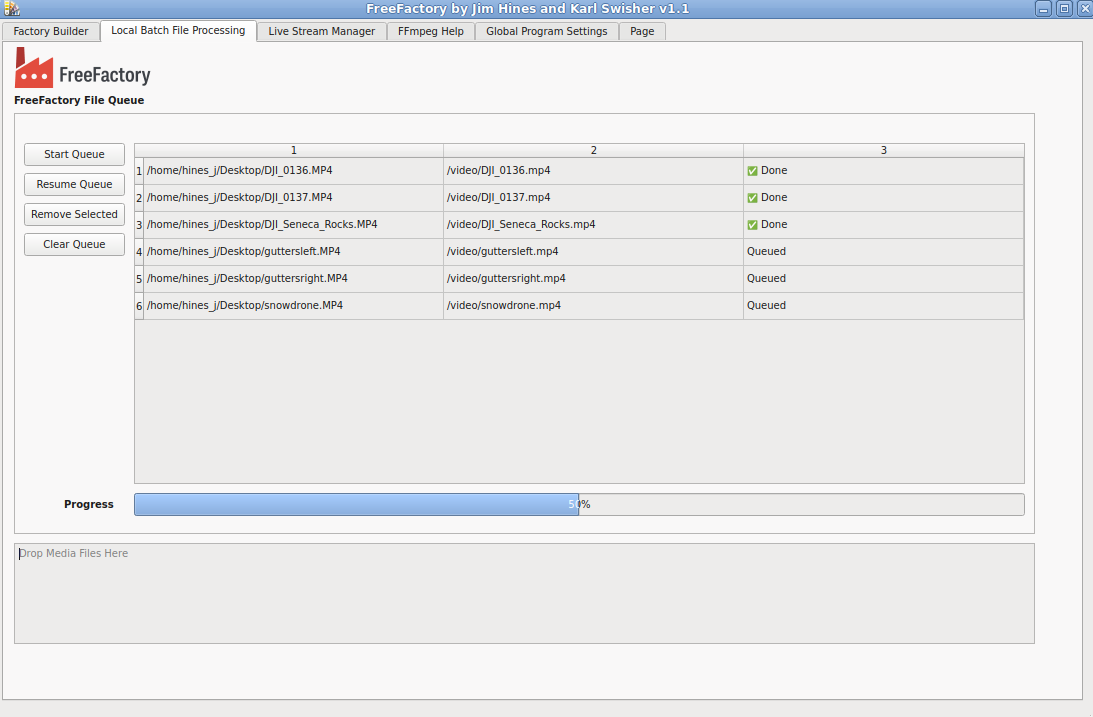 FreeFactory by Jim Hines and Karl Swisher v1.1
Factory Builder Local Batch File Processing Live Stream Manager FFmpeg Help Global Program Settings Page
FreeFactory
FreeFactory File Queue
Start Queue
Resume Queue
Remove Selected
Clear Queue
1 2 3
1 /home/hines_j/Desktop/DJI_0136.MP4 /video/DJI_0136.mp4 ✅ Done
2 /home/hines_j/Desktop/DJI_0137.MP4 /video/DJI_0137.mp4 ✅ Done
3 /home/hines_j/Desktop/DJI_Seneca_Rocks.MP4 /video/DJI_Seneca_Rocks.mp4 ✅ Done
4 /home/hines_j/Desktop/guttersleft.MP4 /video/guttersleft.mp4 Queued
5 /home/hines_j/Desktop/guttersright.MP4 /video/guttersright.mp4 Queued
6 /home/hines_j/Desktop/snowdrone.MP4 /video/snowdrone.mp4 Queued
Progress 50%
Drop Media Files Here